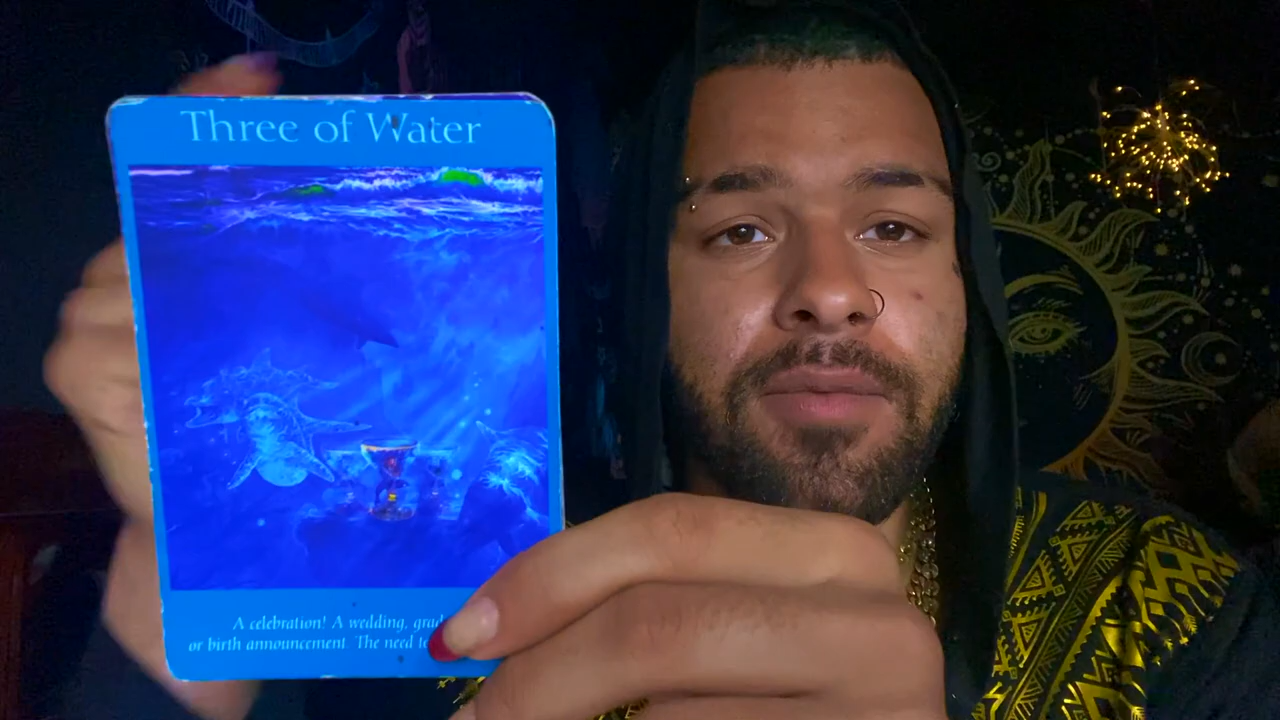 Three of Water
A celebration! A wedding, grad
or birth announcement. The need